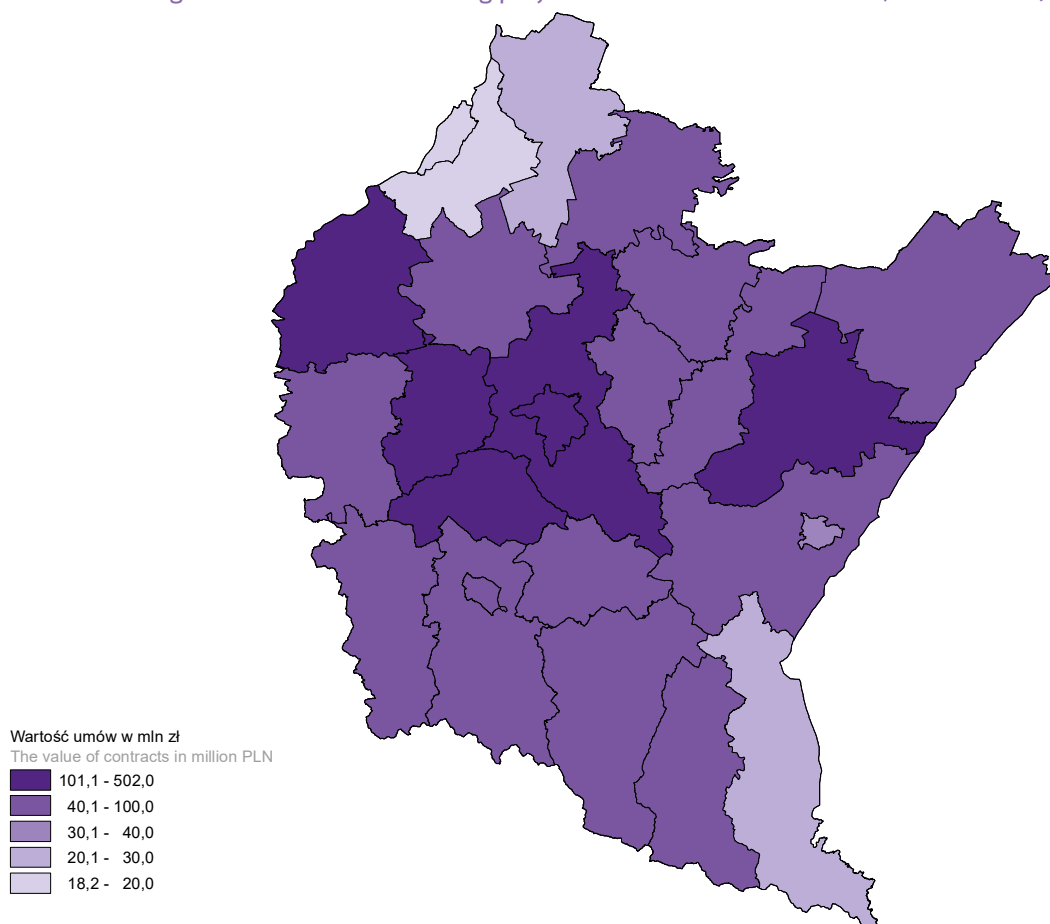 Wartość umów w mln zł
The value of contracts in million PLN
101,1 - 502,0
40,1 - 100,0
30,1 - 40,0
20,1 - 30,0
18,2 - 20,0